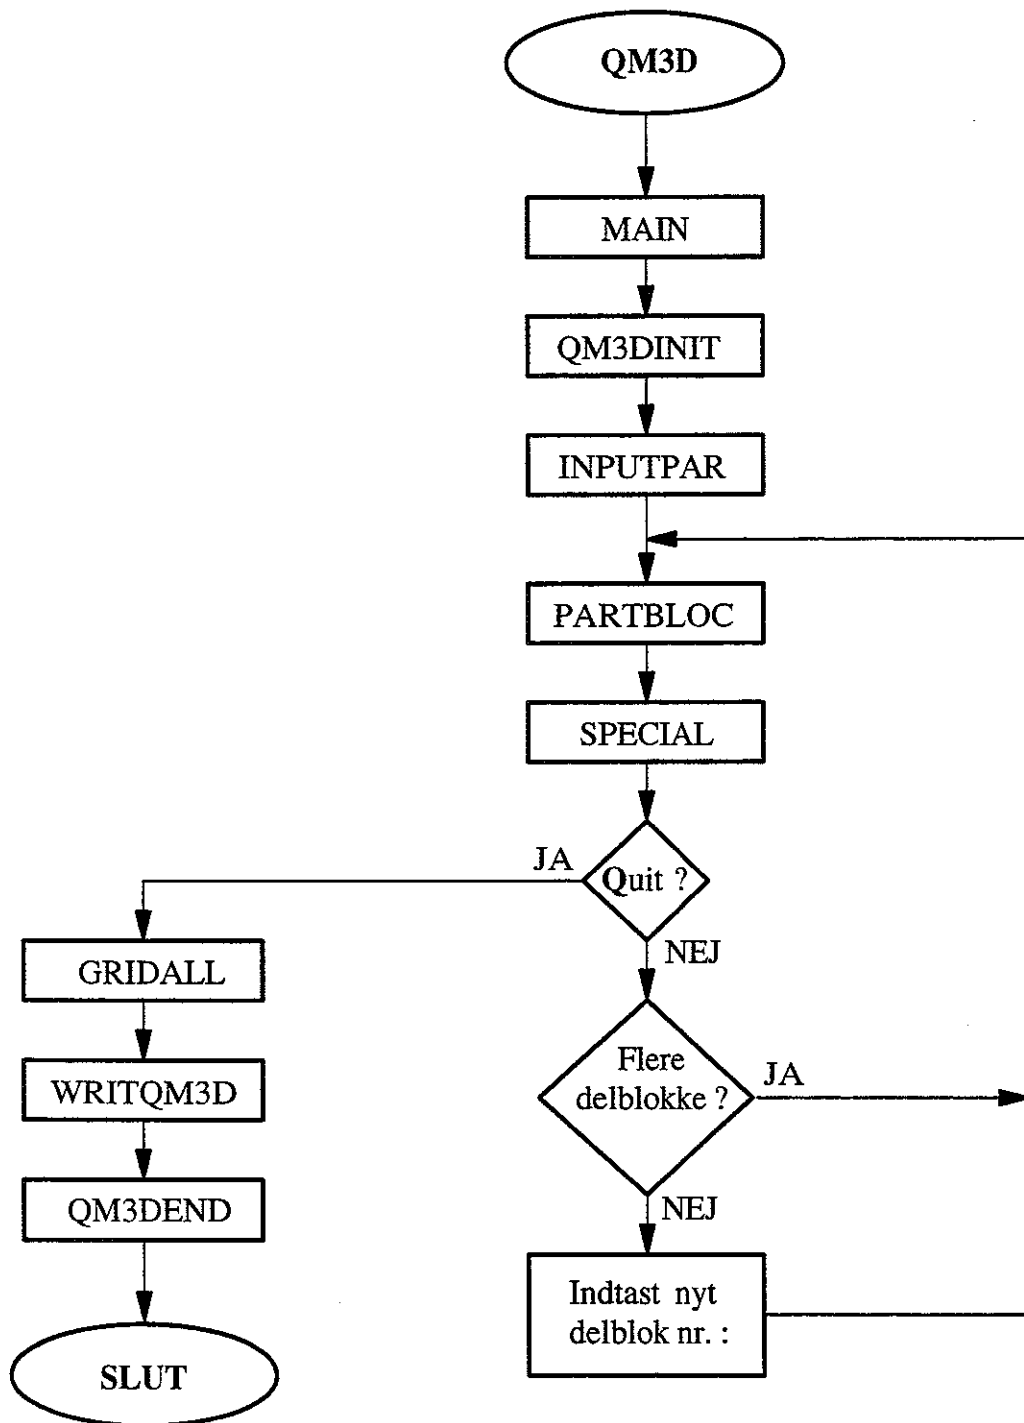 QM3D
MAIN
QM3DINIT
INPUTPAR
PARTBLOC
SPECIAL
JA
Quit ?
NEJ
GRIDALL
WRITQM3D
QM3DEND
SLUT
Flere
delblokke ?
JA
NEJ
Indtast nyt
delblok nr. :